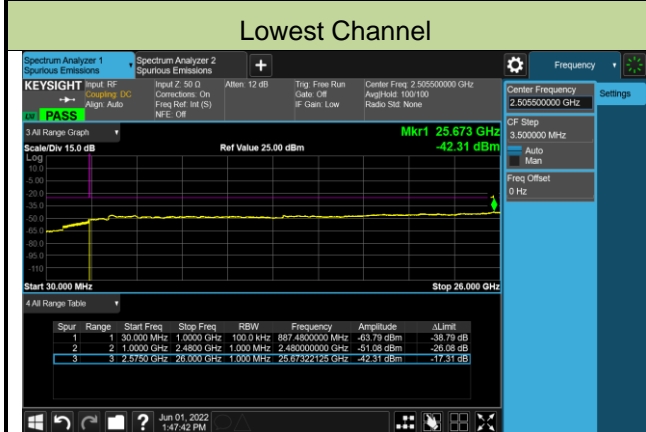 Lowest Channel
Spectrum Analyzer 1
Spurious Emissions
Spectrum Analyzer 2
Spurious Emissions
+
Frequency
KEYSIGHT
Input: RF
Coupling: DC
Align: Auto
Input Z: 50 Ω
Corrections: On
Freq Ref: Int (S)
NFE: Off
Atten: 12 dB
Trig: Free Run
Gate: Off
IF Gain: Low
Center Freq: 2.505500000 GHz
Avg|Hold: 100/100
Radio Std: None
PASS
Center Frequency
2.505500000 GHz
Settings
CF Step
3.500000 MHz
Auto
Man
Freq Offset
0 Hz
3 All Range Graph
Mkr1 25.673 GHz
Scale/Div 15.0 dB
Ref Value 25.00 dBm
-42.31 dBm
Log
10.0
-5.00
-20.0
-35.0
-50.0
-65.0
-80.0
-95.0
-110
1
Start 30.000 MHz
Stop 26.000 GHz
4 All Range Table
Spur Range Start Freq Stop Freq RBW Frequency Amplitude ΔLimit
1 1 30.000 MHz 1.0000 GHz 100.0 kHz 887.4800000 MHz -63.79 dBm -38.79 dB
2 2 1.0000 GHz 2.4800 GHz 1.000 MHz 2.480000000 GHz -51.08 dBm -26.08 dB
3 3 2.5750 GHz 26.000 GHz 1.000 MHz 25.67322125 GHz -42.31 dBm -17.31 dB
?
Jun 01, 2022
1:47:42 PM